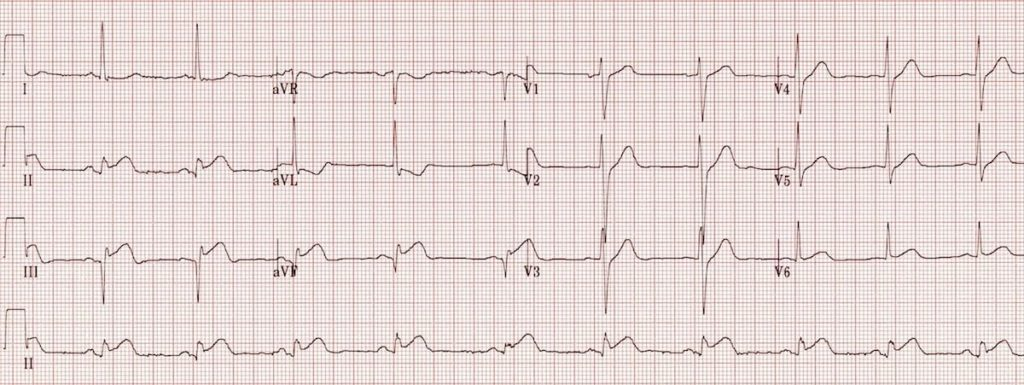 I aVR V1 V4
II aVL V2 V5
III aVF V3 V6
II